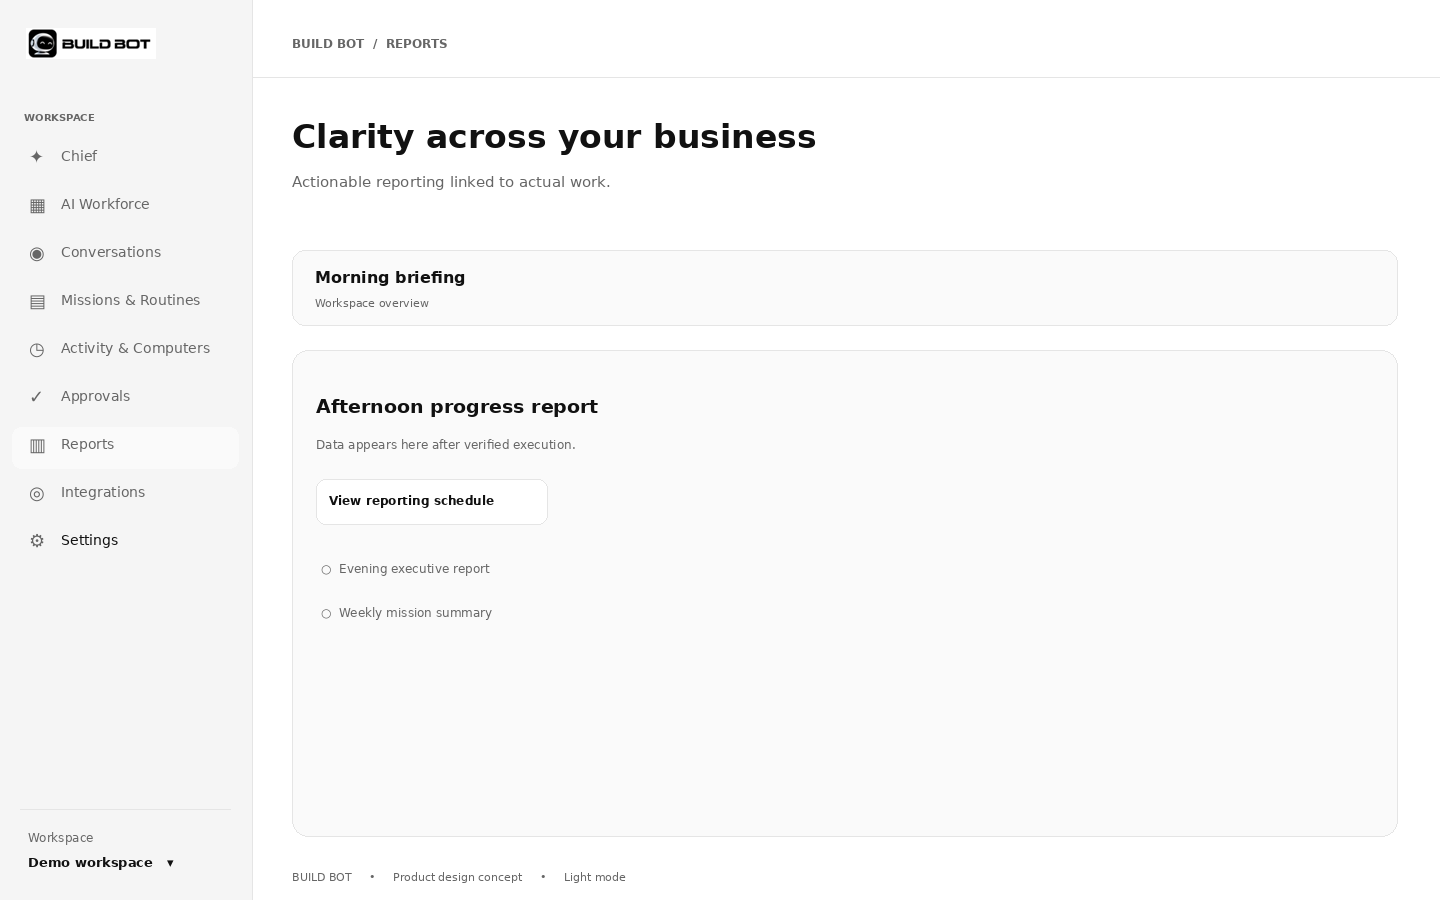 BUILD BOT
WORKSPACE
Chief
AI Workforce
Conversations
Missions & Routines
Activity & Computers
Approvals
Reports
Integrations
Settings
Workspace
Demo workspace ▾
BUILD BOT / REPORTS
Clarity across your business
Actionable reporting linked to actual work.
Morning briefing
Workspace overview
Afternoon progress report
Data appears here after verified execution.
View reporting schedule
○ Evening executive report
○ Weekly mission summary
BUILD BOT • Product design concept • Light mode